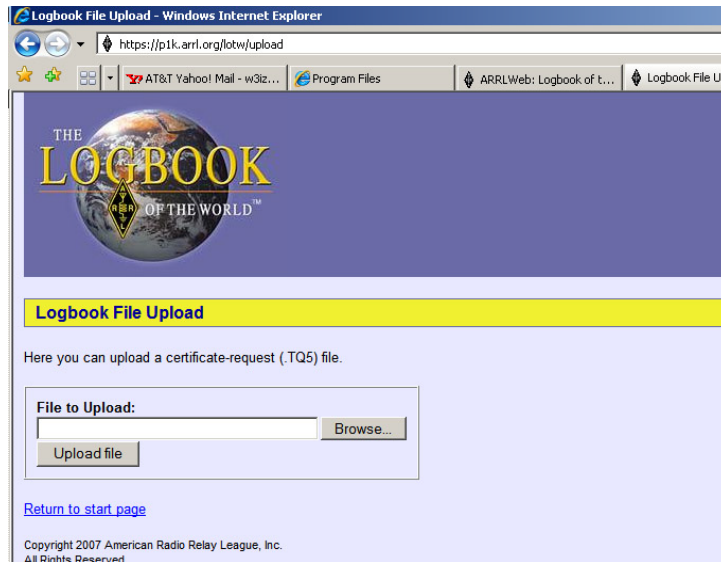 Logbook File Upload - Windows Internet Explorer
https://p1k.arrl.org/lotw/upload
AT&T Yahoo! Mail - w3iz... Program Files ARRLWeb: Logbook of t... Logbook File U
THE
LOGBOOK
OF THE WORLD™
ARRL
Logbook File Upload
Here you can upload a certificate-request (.TQ5) file.
File to Upload:
Browse...
Upload file
Return to start page
Copyright 2007 American Radio Relay League, Inc.
All Rights Reserved